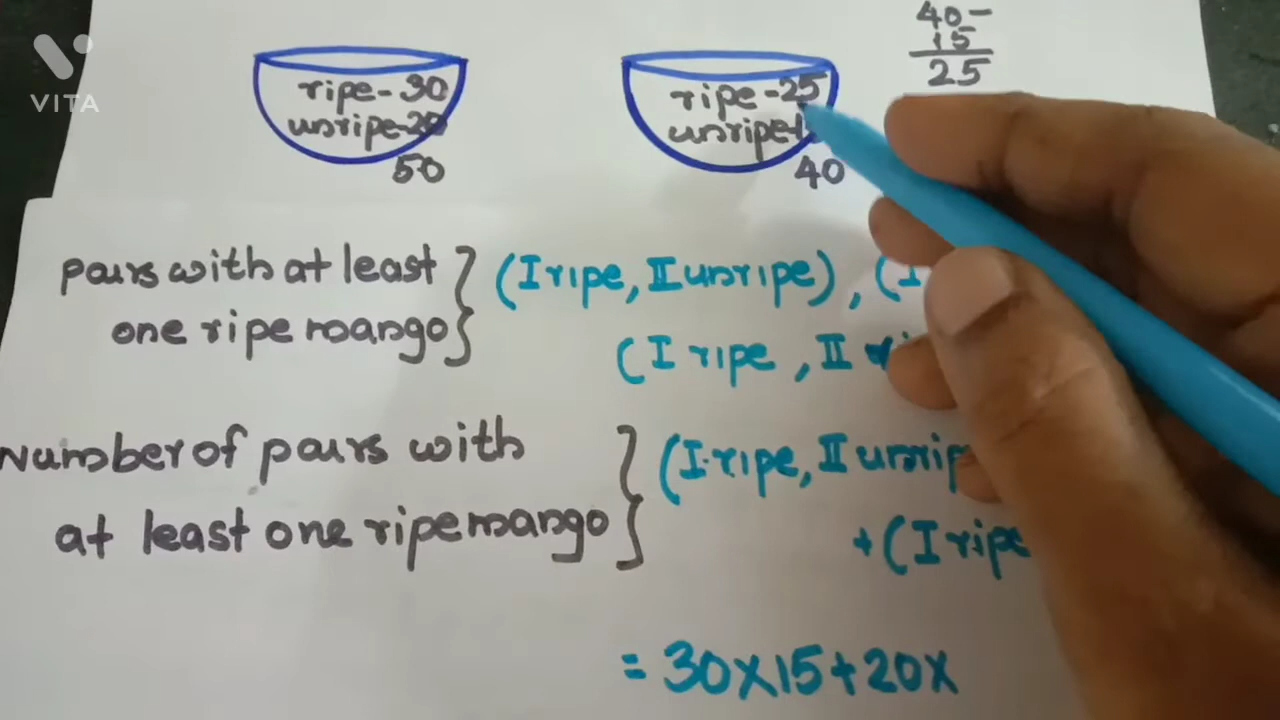 VITA
40-
15
25
ripe-30
unripe-20
50
ripe-25
unripe-
40
pairs with at least
one ripe mango
(I ripe, II unripe), (I
(I ripe, II
Number of pairs with
at least one ripe mango
(I ripe, II unrip
+ (I ripe
= 30X15+20X